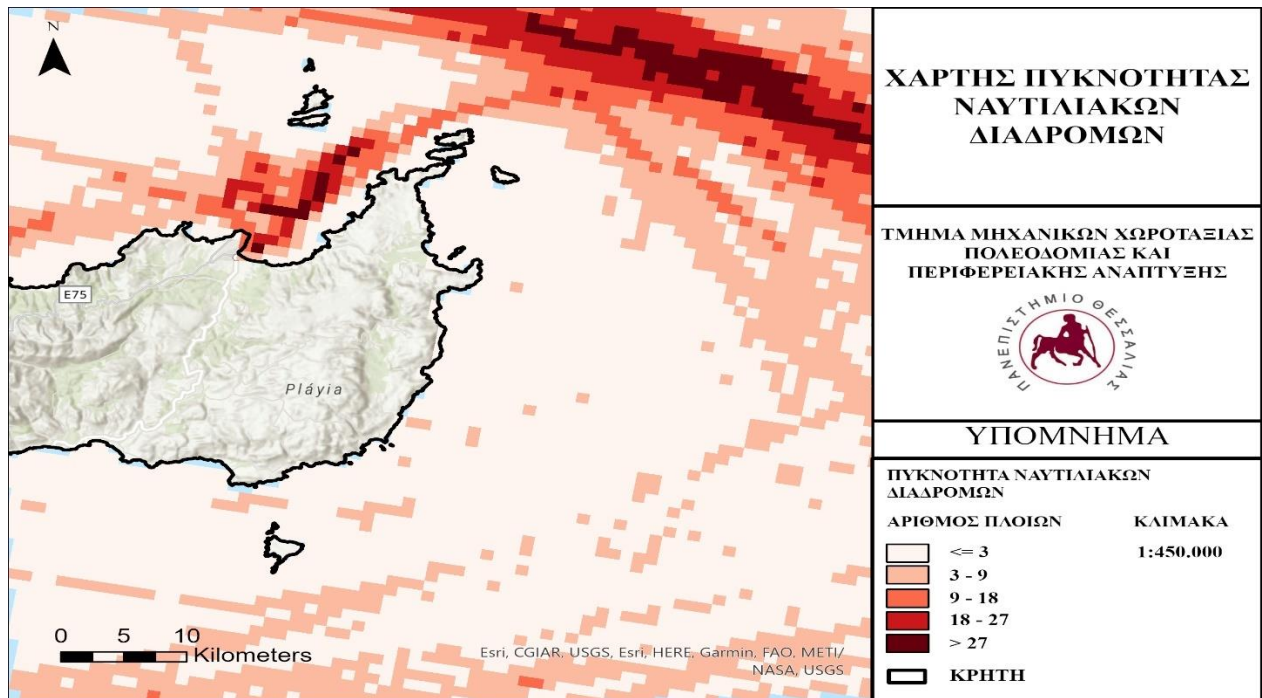 N
E75
Pláyia
0 5 10
Kilometers
Esri, CGIAR, USGS, Esri, HERE, Garmin, FAO, METI/
NASA, USGS
ΧΑΡΤΗΣ ΠΥΚΝΟΤΗΤΑΣ
ΝΑΥΤΙΛΙΑΚΩΝ
ΔΙΑΔΡΟΜΩΝ
ΤΜΗΜΑ ΜΗΧΑΝΙΚΩΝ ΧΩΡΟΤΑΞΙΑΣ
ΠΟΛΕΟΔΟΜΙΑΣ ΚΑΙ
ΠΕΡΙΦΕΡΕΙΑΚΗΣ ΑΝΑΠΤΥΞΗΣ
ΠΑΝΕΠΙΣΤΗΜΙΟ ΘΕΣΣΑΛΙΑΣ
ΥΠΟΜΝΗΜΑ
ΠΥΚΝΟΤΗΤΑ ΝΑΥΤΙΛΙΑΚΩΝ
ΔΙΑΔΡΟΜΩΝ
ΑΡΙΘΜΟΣ ΠΛΟΙΩΝ ΚΛΙΜΑΚΑ
<= 3 1:450.000
3 - 9
9 - 18
18 - 27
> 27
ΚΡΗΤΗ